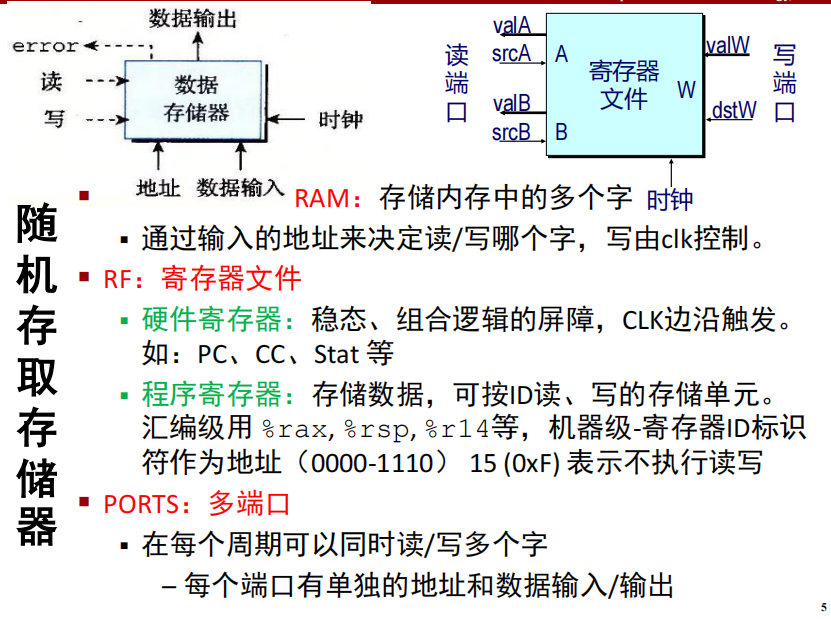 数据输出
error
读
写
数据
存储器
时钟
地址 数据输入
读端口
valA
srcA
valB
srcB
A
B
寄存器
文件
W
valW
dstW
写端口
时钟
随机存取存储器
RAM：存储内存中的多个字
通过输入的地址来决定读/写哪个字，写由clk控制。
RF：寄存器文件
硬件寄存器：稳态、组合逻辑的屏障，CLK边沿触发。
如：PC、CC、Stat 等
程序寄存器：存储数据，可按ID读、写的存储单元。
汇编级用 %rax, %rsp, %r14等，机器级-寄存器ID标识
符作为地址（0000-1110） 15 (0xF) 表示不执行读写
PORTS：多端口
在每个周期可以同时读/写多个字
– 每个端口有单独的地址和数据输入/输出
5